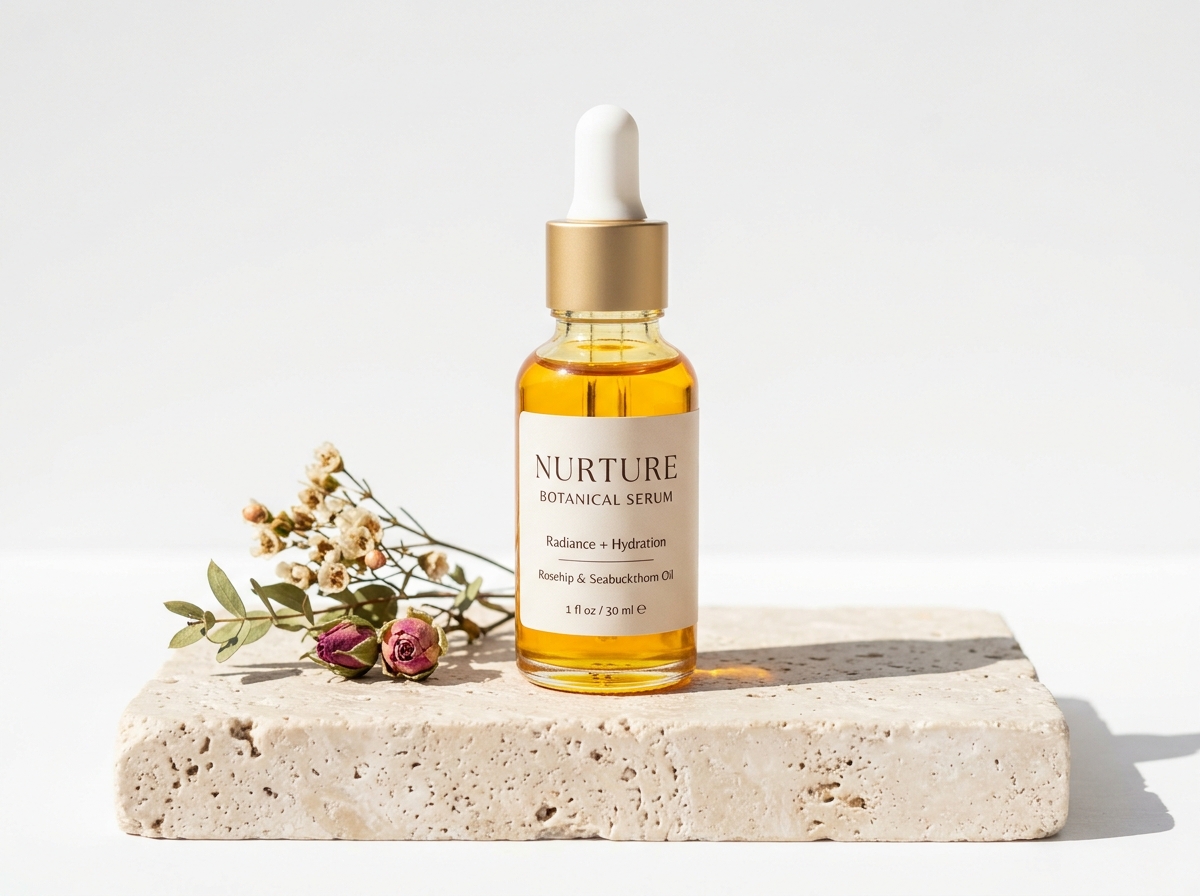 NURTURE
BOTANICAL SERUM
Radiance + Hydration
Rosehip & Seabuckthorn Oil
1 fl oz / 30 ml ℮